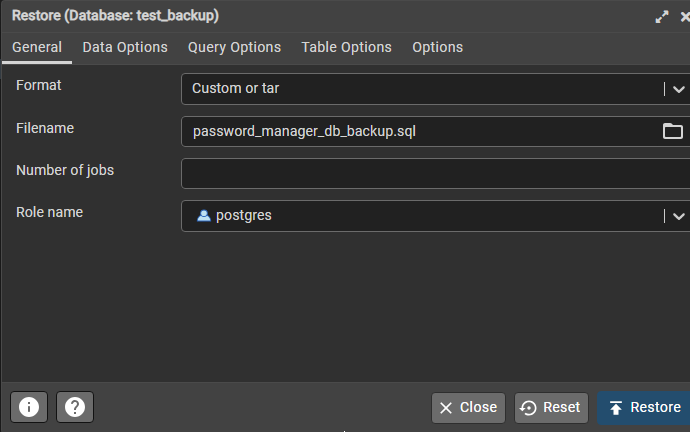 Restore (Database: test_backup)
General Data Options Query Options Table Options Options
Format Custom or tar
Filename password_manager_db_backup.sql
Number of jobs
Role name postgres
Close Reset Restore